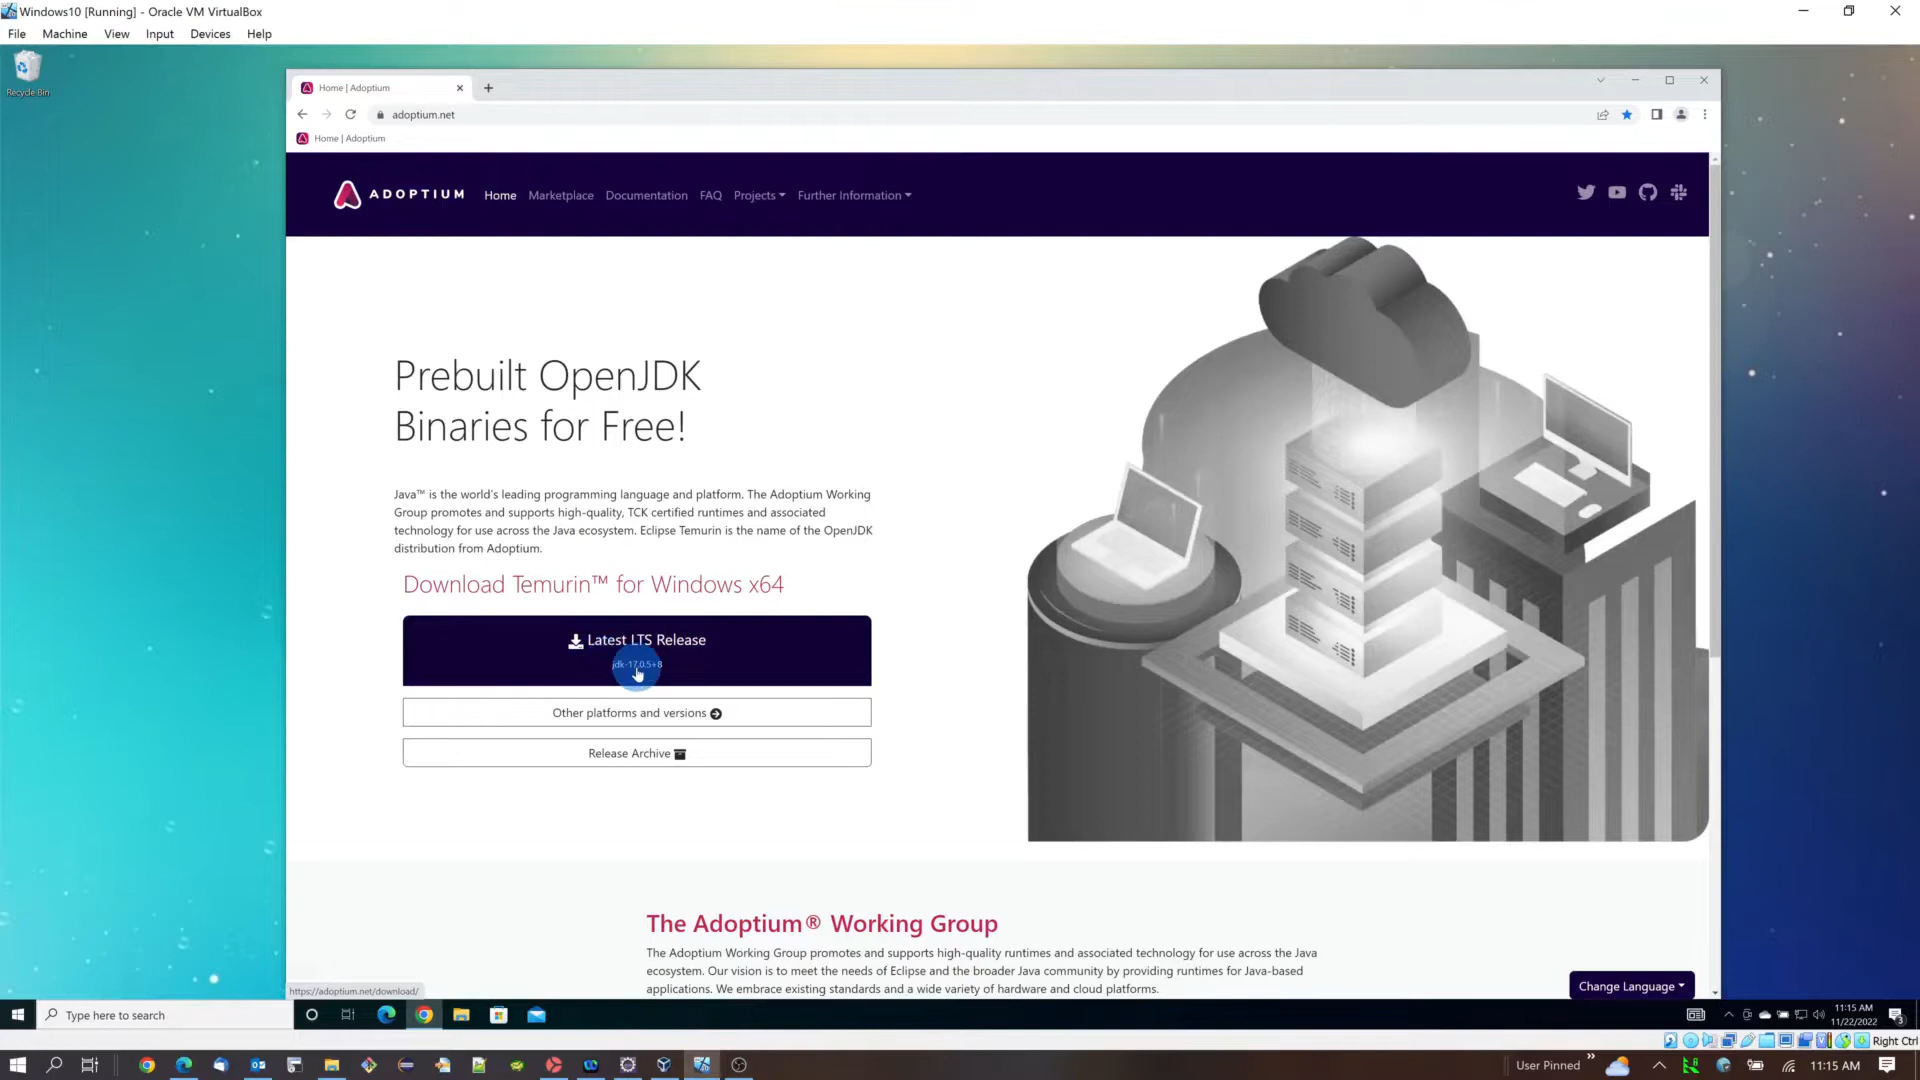 Windows10 [Running] - Oracle VM VirtualBox
File Machine View Input Devices Help
Recycle Bin
Home | Adoptium
adoptium.net
Home | Adoptium
ADOPTIUM Home Marketplace Documentation FAQ Projects Further Information
Prebuilt OpenJDK
Binaries for Free!
Java™ is the world's leading programming language and platform. The Adoptium Working
Group promotes and supports high-quality, TCK certified runtimes and associated
technology for use across the Java ecosystem. Eclipse Temurin is the name of the OpenJDK
distribution from Adoptium.
Download Temurin™ for Windows x64
Latest LTS Release
jdk-17.0.5+8
Other platforms and versions
Release Archive
The Adoptium® Working Group
The Adoptium Working Group promotes and supports high-quality runtimes and associated technology for use across the Java
ecosystem. Our vision is to meet the needs of Eclipse and the broader Java community by providing runtimes for Java-based
applications. We embrace existing standards and a wide variety of hardware and cloud platforms.
Change Language
https://adoptium.net/download/
Type here to search
11:15 AM
11/22/2022
3
Right Ctrl
User Pinned
11:15 AM